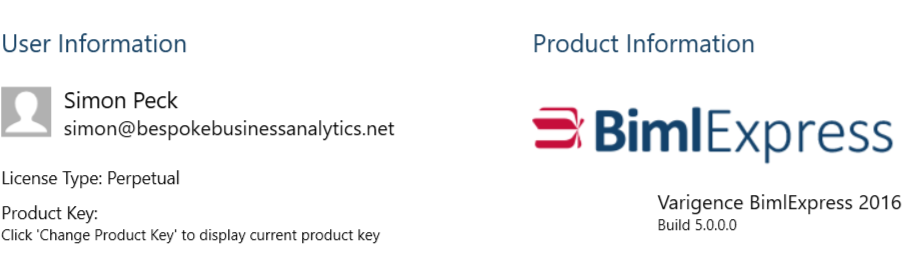 User Information
Simon Peck
simon@bespokebusinessanalytics.net
License Type: Perpetual
Product Key:
Click 'Change Product Key' to display current product key
Product Information
BimlExpress
Varigence BimlExpress 2016
Build 5.0.0.0